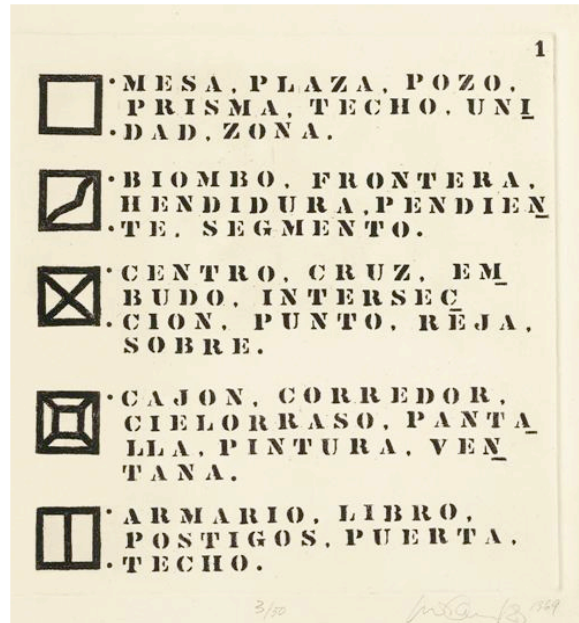 1
MESA, PLAZA, POZO,
PRISMA, TECHO, UNI
DAD, ZONA.
BIOMBO, FRONTERA,
HENDIDURA, PENDIEN
TE, SEGMENTO.
CENTRO, CRUZ, EM
BUDO, INTERSEC
CION, PUNTO, REJA,
SOBRE.
CAJON, CORREDOR,
CIELORRASO, PANTA
LLA, PINTURA, VEN
TANA.
ARMARIO, LIBRO,
POSTIGOS, PUERTA,
TECHO.
3/50 1969